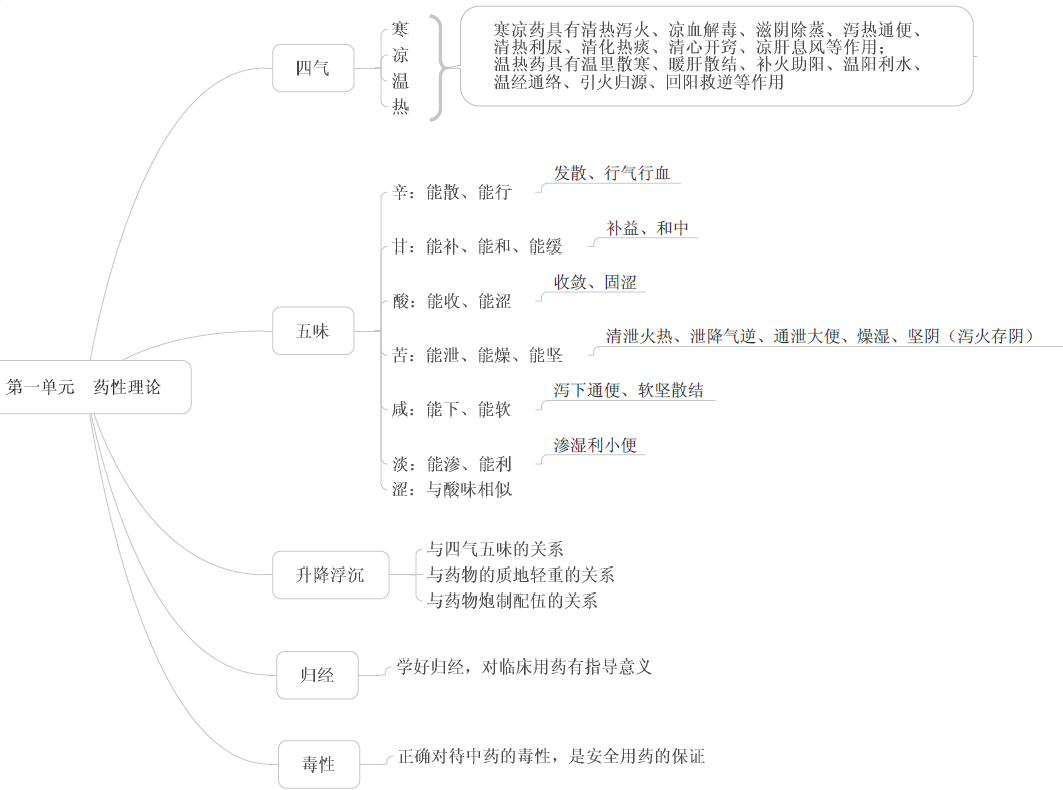 第一单元 药性理论
四气
寒
凉
温
热
寒凉药具有清热泻火、凉血解毒、滋阴除蒸、泻热通便、
清热利尿、清化热痰、清心开窍、凉肝息风等作用；
温热药具有温里散寒、暖肝散结、补火助阳、温阳利水、
温经通络、引火归源、回阳救逆等作用
五味
辛：能散、能行
发散、行气行血
甘：能补、能和、能缓
补益、和中
酸：能收、能涩
收敛、固涩
苦：能泄、能燥、能坚
清泄火热、泄降气逆、通泄大便、燥湿、坚阴（泻火存阴）
咸：能下、能软
泻下通便、软坚散结
淡：能渗、能利
渗湿利小便
涩：与酸味相似
升降浮沉
与四气五味的关系
与药物的质地轻重的关系
与药物炮制配伍的关系
归经
学好归经，对临床用药有指导意义
毒性
正确对待中药的毒性，是安全用药的保证